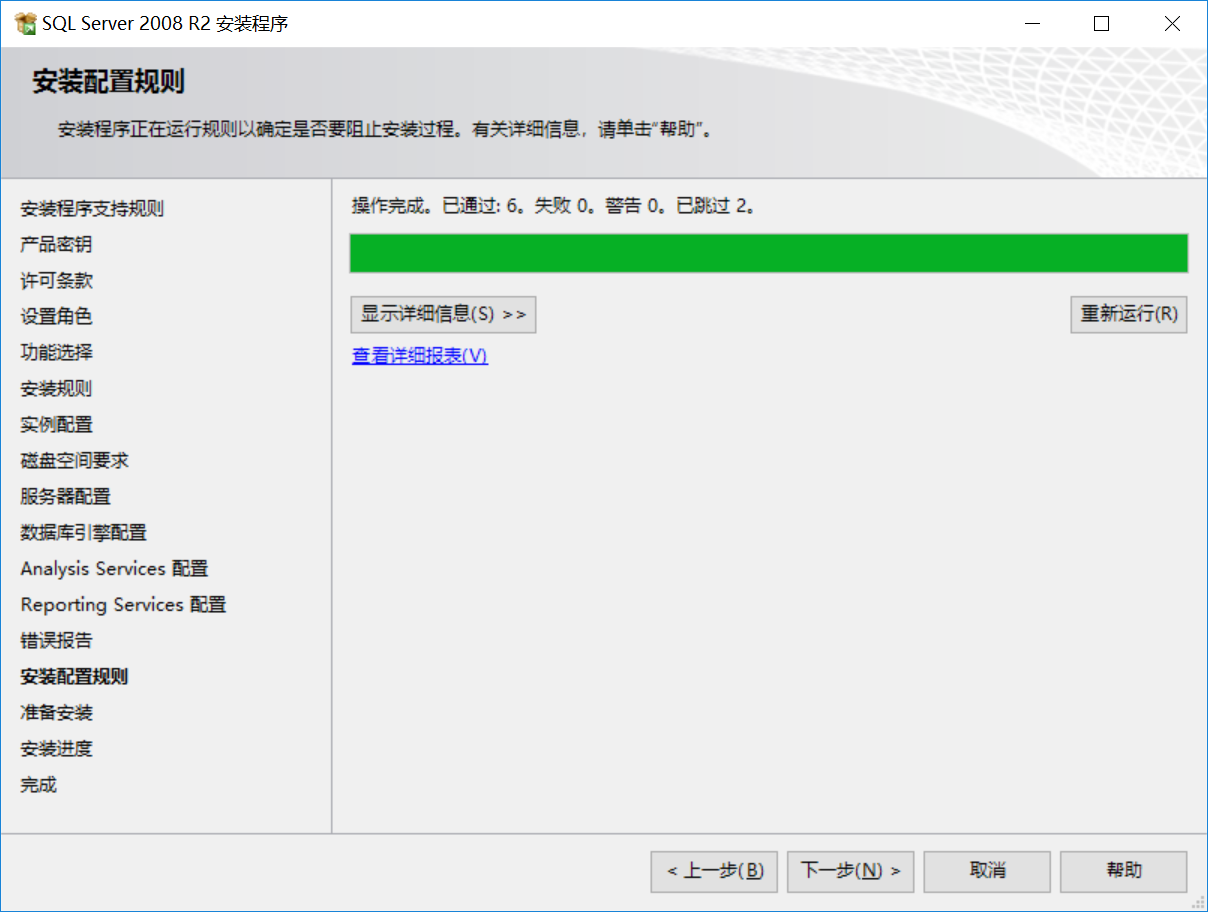 SQL Server 2008 R2 安装程序
安装配置规则
安装程序正在运行规则以确定是否要阻止安装过程。有关详细信息，请单击“帮助”。
安装程序支持规则
产品密钥
许可条款
设置角色
功能选择
安装规则
实例配置
磁盘空间要求
服务器配置
数据库引擎配置
Analysis Services 配置
Reporting Services 配置
错误报告
安装配置规则
准备安装
安装进度
完成
操作完成。已通过: 6。失败 0。警告 0。已跳过 2。
显示详细信息(S) >>
重新运行(R)
查看详细报表(V)
< 上一步(B)
下一步(N) >
取消
帮助